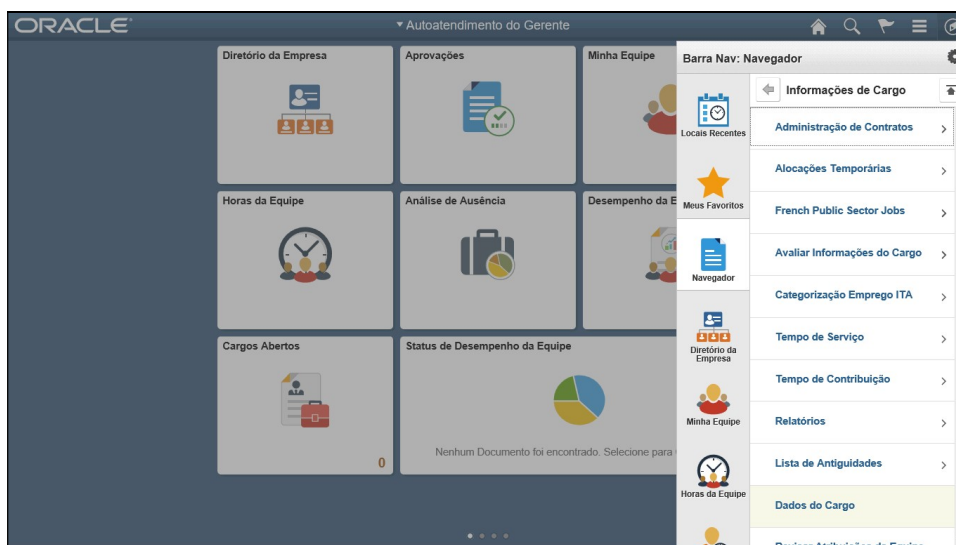 ORACLE
Autoatendimento do Gerente
Diretório da Empresa
Aprovações
Minha Equipe
Horas da Equipe
Análise de Ausência
Desempenho da E
Cargos Abertos
0
Status de Desempenho da Equipe
Nenhum Documento foi encontrado. Selecione para
Barra Nav: Navegador
Locais Recentes
Meus Favoritos
Navegador
Diretório da
Empresa
Minha Equipe
Horas da Equipe
Informações de Cargo
Administração de Contratos
Alocações Temporárias
French Public Sector Jobs
Avaliar Informações do Cargo
Categorização Emprego ITA
Tempo de Serviço
Tempo de Contribuição
Relatórios
Lista de Antiguidades
Dados do Cargo